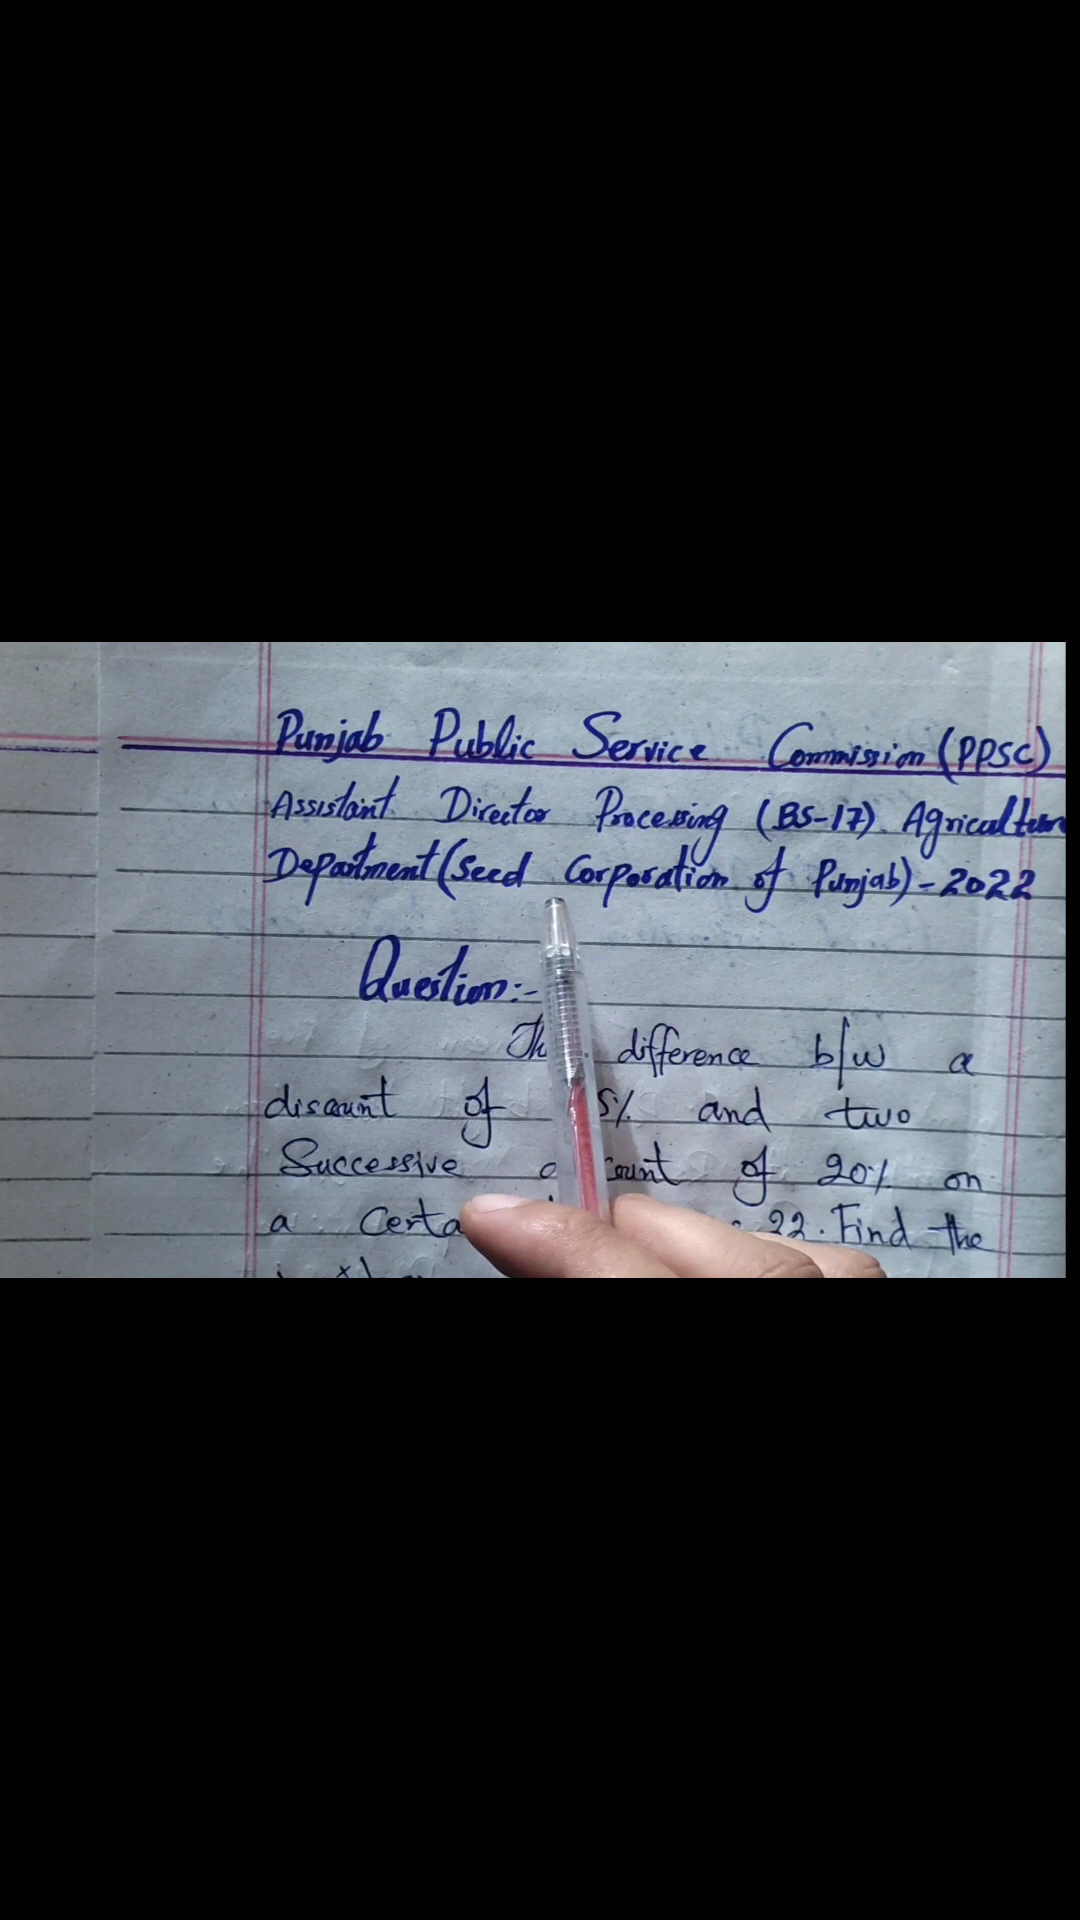 Punjab Public Service Commission (PPSC)
Assistant Director Processing (BS-17) Agriculture
Department (Seed Corporation of Punjab) - 2022
Question:-
difference b/w a
discount of 5% and two
Successive of 20% on
a 22. Find the